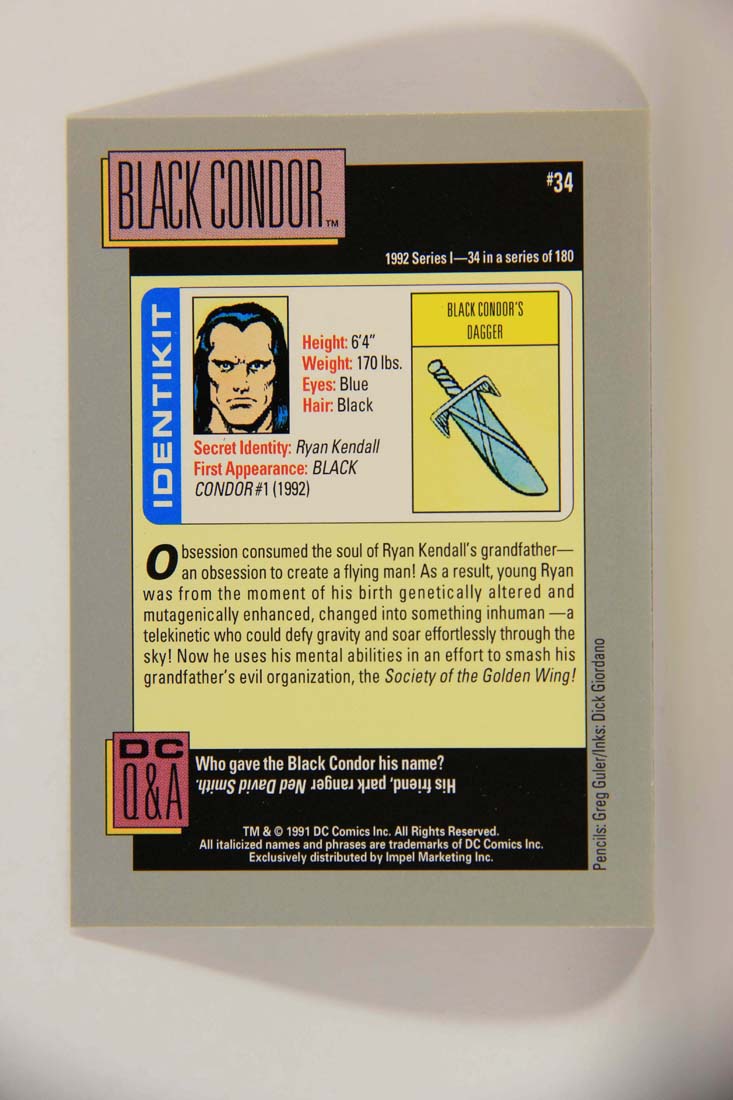 BLACK CONDOR™
#34
1992 Series I—34 in a series of 180
IDENTIKIT
Height: 6'4"
Weight: 170 lbs.
Eyes: Blue
Hair: Black
Secret Identity: Ryan Kendall
First Appearance: BLACK
CONDOR #1 (1992)
BLACK CONDOR'S
DAGGER
Obsession consumed the soul of Ryan Kendall's grandfather—
an obsession to create a flying man! As a result, young Ryan
was from the moment of his birth genetically altered and
mutagenically enhanced, changed into something inhuman —a
telekinetic who could defy gravity and soar effortlessly through the
sky! Now he uses his mental abilities in an effort to smash his
grandfather's evil organization, the Society of the Golden Wing!
DC
Q&A
Who gave the Black Condor his name?
His friend, park ranger Ned David Smith.
TM & © 1991 DC Comics Inc. All Rights Reserved.
All italicized names and phrases are trademarks of DC Comics Inc.
Exclusively distributed by Impel Marketing Inc.
Pencils: Greg Guler/Inks: Dick Giordano